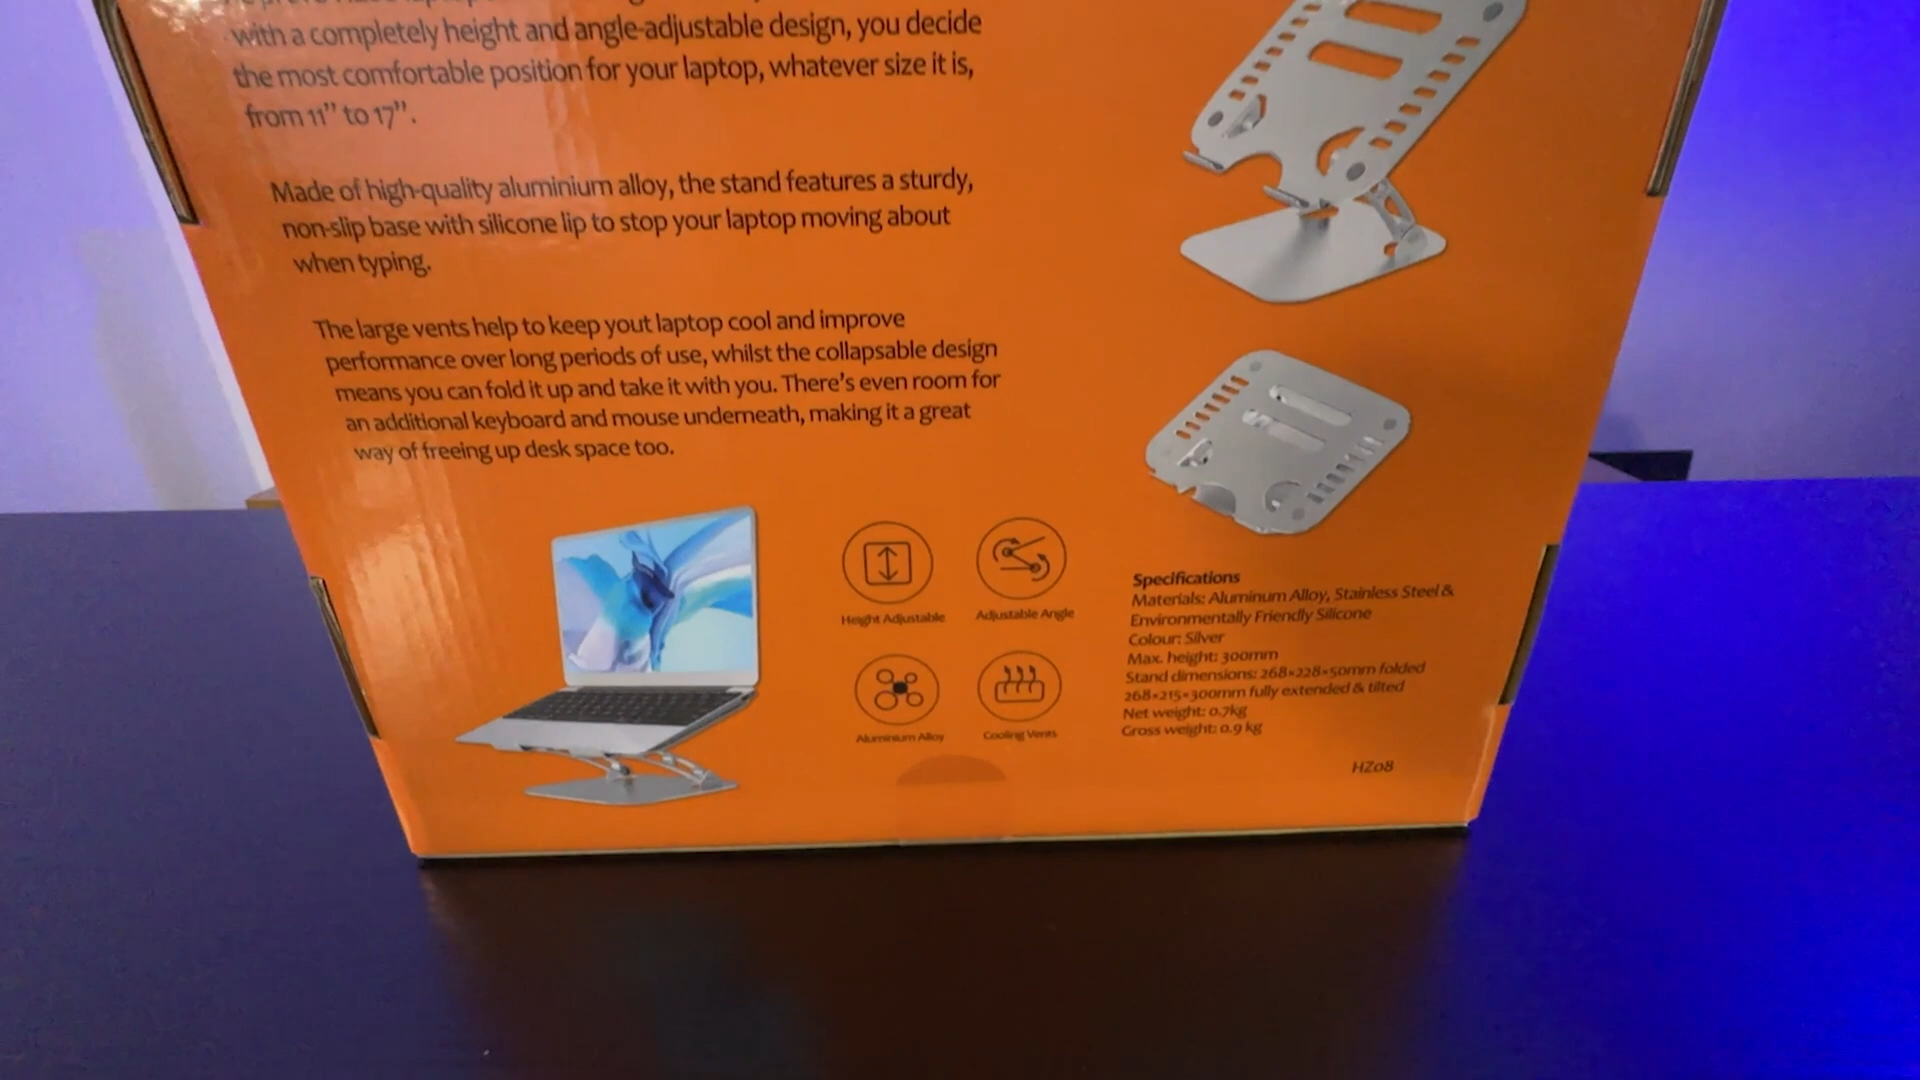 with a completely height and angle-adjustable design, you decide
the most comfortable position for your laptop, whatever size it is,
from 11" to 17".
Made of high-quality aluminium alloy, the stand features a sturdy,
non-slip base with silicone lip to stop your laptop moving about
when typing.
The large vents help to keep yout laptop cool and improve
performance over long periods of use, whilst the collapsable design
means you can fold it up and take it with you. There's even room for
an additional keyboard and mouse underneath, making it a great
way of freeing up desk space too.
Height Adjustable
Adjustable Angle
Aluminium Alloy
Cooling Vents
Specifications
Materials: Aluminum Alloy, Stainless Steel &
Environmentally Friendly Silicone
Colour: Silver
Max. height: 300mm
Stand dimensions: 268×228×50mm folded
268×215×300mm fully extended & tilted
Net weight: 0.7kg
Gross weight: 0.9 kg
HZ08